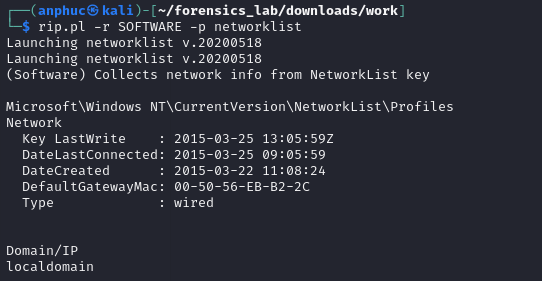 ┌──(anphuc㉿kali)-[~/forensics_lab/downloads/work]
└─$ rip.pl -r SOFTWARE -p networklist
Launching networklist v.20200518
Launching networklist v.20200518
(Software) Collects network info from NetworkList key

Microsoft\Windows NT\CurrentVersion\NetworkList\Profiles
Network
  Key LastWrite    : 2015-03-25 13:05:59Z
  DateLastConnected: 2015-03-25 09:05:59
  DateCreated      : 2015-03-22 11:08:24
  DefaultGatewayMac: 00-50-56-EB-B2-2C
  Type             : wired

Domain/IP
localdomain